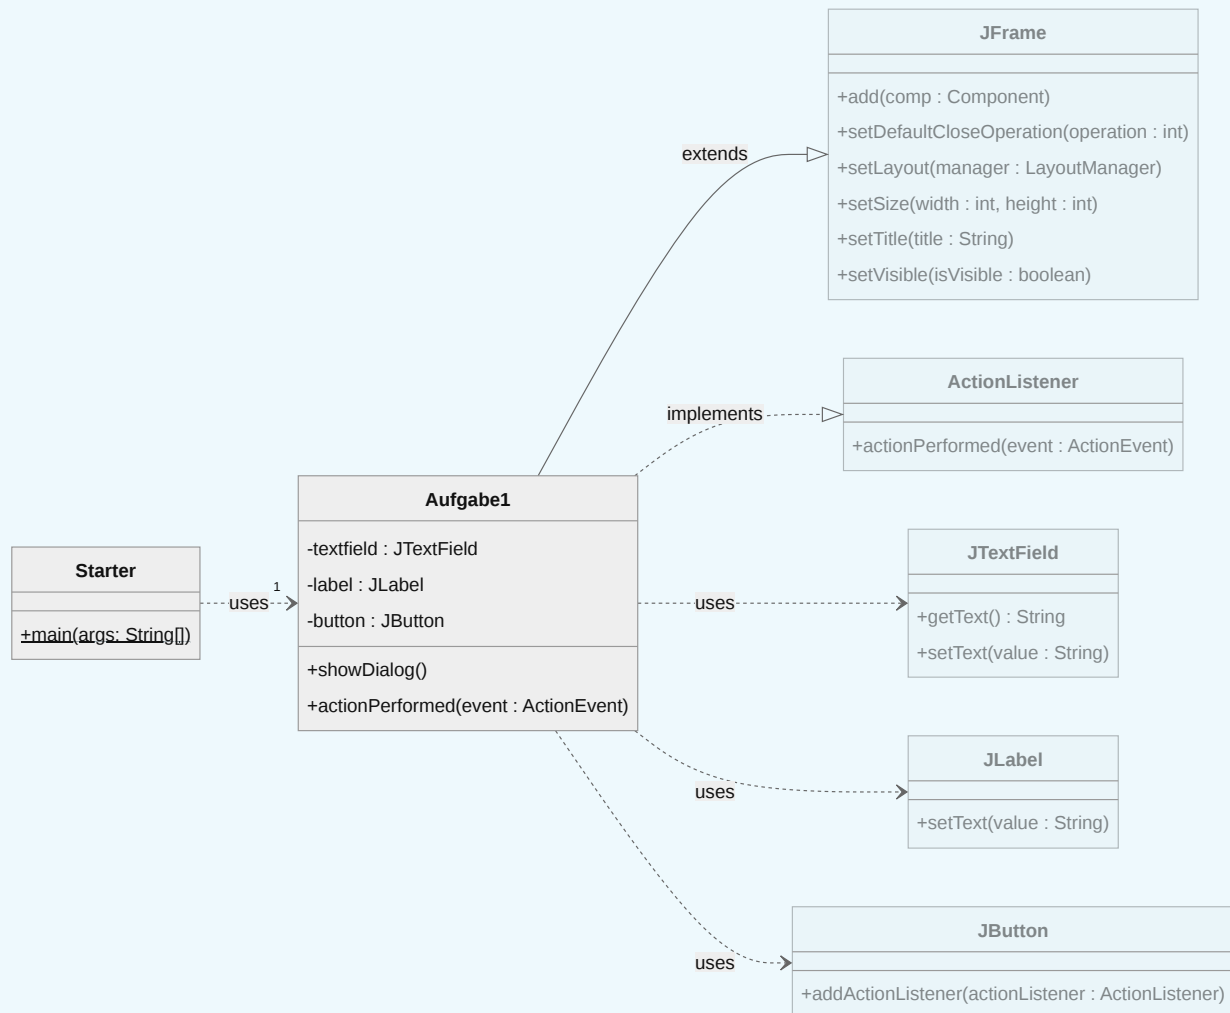 JFrame
+add(comp : Component)
+setDefaultCloseOperation(operation : int)
+setLayout(manager : LayoutManager)
+setSize(width : int, height : int)
+setTitle(title : String)
+setVisible(isVisible : boolean)
extends
ActionListener
+actionPerformed(event : ActionEvent)
implements
Starter
+main(args: String[])
uses
1
Aufgabe1
-textfield : JTextField
-label : JLabel
-button : JButton
+showDialog()
+actionPerformed(event : ActionEvent)
uses
JTextField
+getText() : String
+setText(value : String)
uses
JLabel
+setText(value : String)
uses
JButton
+addActionListener(actionListener : ActionListener)